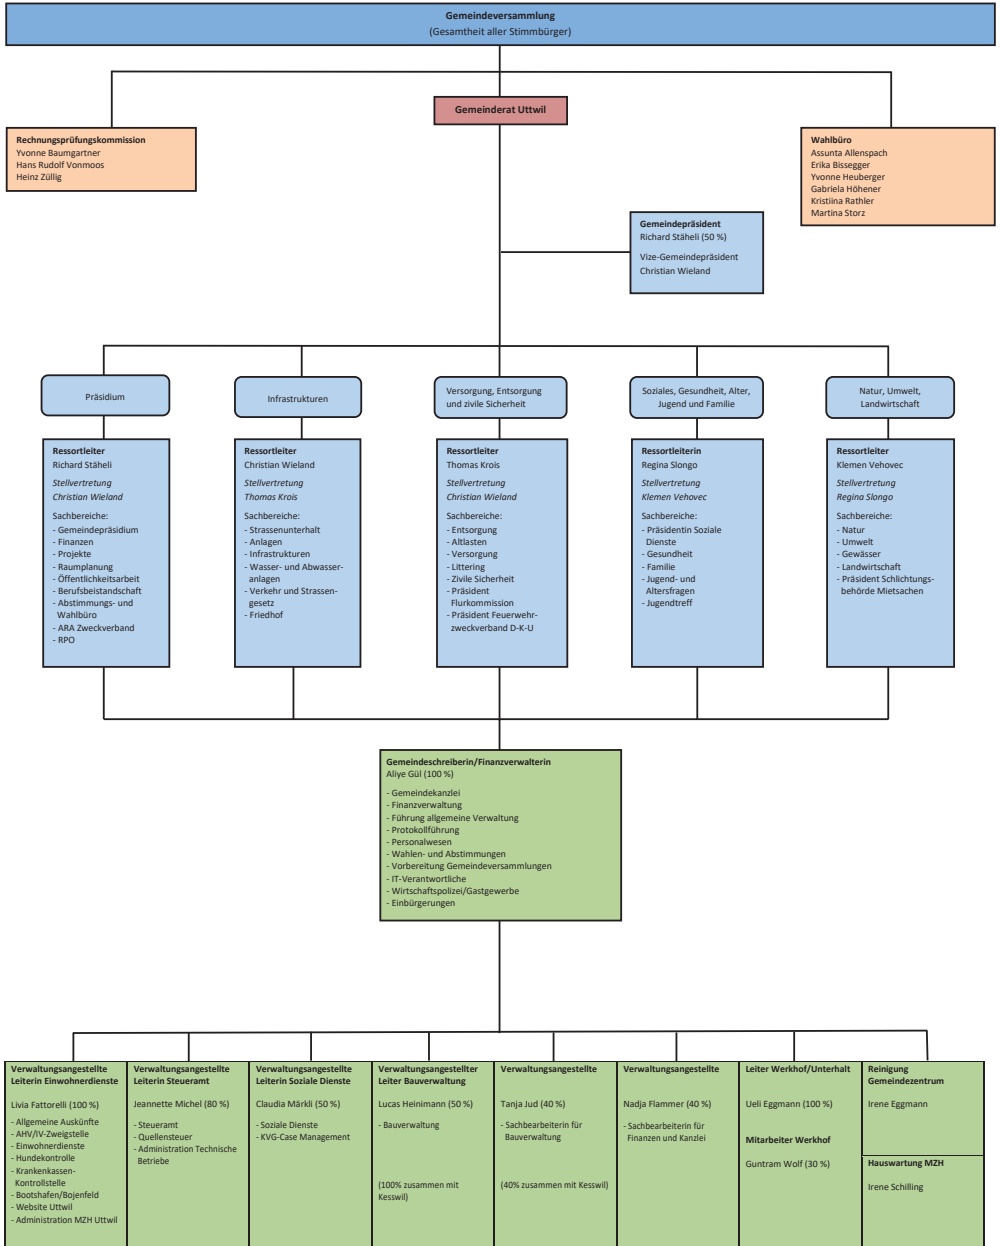 Gemeindeversammlung
(Gesamtheit aller Stimmbürger)
Gemeinderat Uttwil
Rechnungsprüfungskommission
Yvonne Baumgartner
Hans Rudolf Vonmoos
Heinz Züllig
Wahlbüro
Assunta Allenspach
Erika Bissegger
Yvonne Heuberger
Gabriela Höhener
Kristiina Rathler
Martina Storz
Gemeindepräsident
Richard Stäheli (50 %)
Vize-Gemeindepräsident
Christian Wieland
Präsidium
Infrastrukturen
Versorgung, Entsorgung
und zivile Sicherheit
Soziales, Gesundheit, Alter,
Jugend und Familie
Natur, Umwelt,
Landwirtschaft
Ressortleiter
Richard Stäheli
Stellvertretung
Christian Wieland
Sachbereiche:
- Gemeindepräsidium
- Finanzen
- Projekte
- Raumplanung
- Öffentlichkeitsarbeit
- Berufsbeistandschaft
- Abstimmungs- und
Wahlbüro
- ARA Zweckverband
- RPO
Ressortleiter
Christian Wieland
Stellvertretung
Thomas Krois
Sachbereiche:
- Strassenunterhalt
- Anlagen
- Infrastrukturen
- Wasser- und Abwasser-
anlagen
- Verkehr und Strassen-
gesetz
- Friedhof
Ressortleiter
Thomas Krois
Stellvertretung
Christian Wieland
Sachbereiche:
- Entsorgung
- Altlasten
- Versorgung
- Littering
- Zivile Sicherheit
- Präsident
Flurkommission
- Präsident Feuerwehr-
zweckverband D-K-U
Ressortleiterin
Regina Slongo
Stellvertretung
Klemen Vehovec
Sachbereiche:
- Präsidentin Soziale
Dienste
- Gesundheit
- Familie
- Jugend- und
Altersfragen
- Jugendtreff
Ressortleiter
Klemen Vehovec
Stellvertretung
Regina Slongo
Sachbereiche:
- Natur
- Umwelt
- Gewässer
- Landwirtschaft
- Präsident Schlichtungs-
behörde Mietsachen
Gemeindeschreiberin/Finanzverwalterin
Aliye Gül (100 %)
- Gemeindekanzlei
- Finanzverwaltung
- Führung allgemeine Verwaltung
- Protokollführung
- Personalwesen
- Wahlen- und Abstimmungen
- Vorbereitung Gemeindeversammlungen
- IT-Verantwortliche
- Wirtschaftspolizei/Gastgewerbe
- Einbürgerungen
Verwaltungsangestellte
Leiterin Einwohnerdienste
Livia Fattorelli (100 %)
- Allgemeine Auskünfte
- AHV/IV-Zweigstelle
- Einwohnerdienste
- Hundekontrolle
- Krankenkassen-
Kontrollstelle
- Bootshafen/Bojenfeld
- Website Uttwil
- Administration MZH Uttwil
Verwaltungsangestellte
Leiterin Steueramt
Jeannette Michel (80 %)
- Steueramt
- Quellensteuer
- Administration Technische
Betriebe
Verwaltungsangestellte
Leiterin Soziale Dienste
Claudia Märkli (50 %)
- Soziale Dienste
- KVG-Case Management
Verwaltungsangestellter
Leiter Bauverwaltung
Lucas Heinimann (50 %)
- Bauverwaltung
(100% zusammen mit
Kesswil)
Verwaltungsangestellte
Tanja Jud (40 %)
- Sachbearbeiterin für
Bauverwaltung
(40% zusammen mit Kesswil)
Verwaltungsangestellte
Nadja Flammer (40 %)
- Sachbearbeiterin für
Finanzen und Kanzlei
Leiter Werkhof/Unterhalt
Ueli Eggmann (100 %)
Mitarbeiter Werkhof
Guntram Wolf (30 %)
Reinigung
Gemeindezentrum
Irene Eggmann
Hauswartung MZH
Irene Schilling